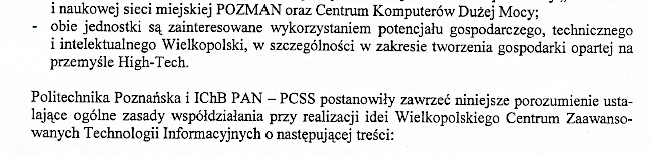 i naukowej sieci miejskiej POZMAN oraz Centrum Komputerów Dużej Mocy;
- obie jednostki są zainteresowane wykorzystaniem potencjału gospodarczego, technicznego
i intelektualnego Wielkopolski, w szczególności w zakresie tworzenia gospodarki opartej na
przemyśle High-Tech.
Politechnika Poznańska i IChB PAN – PCSS postanowiły zawrzeć niniejsze porozumienie usta-
lające ogólne zasady współdziałania przy realizacji idei Wielkopolskiego Centrum Zaawanso-
wanych Technologii Informacyjnych o następującej treści: